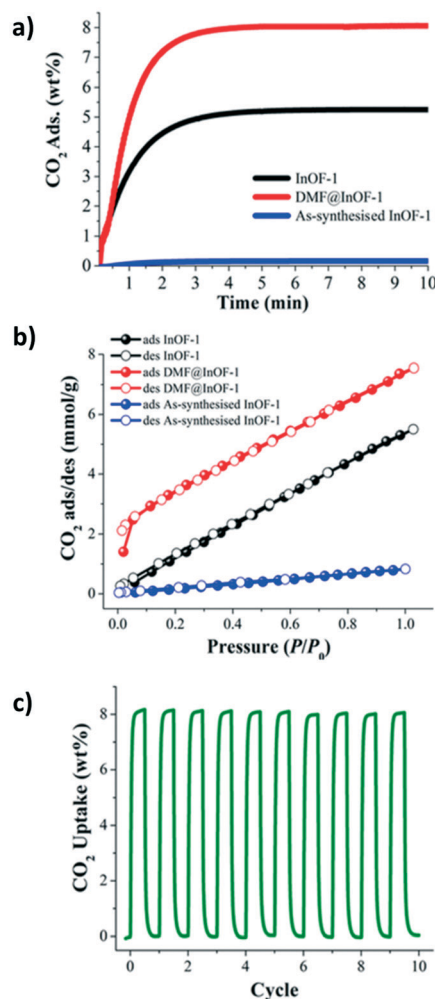 a)
CO2 Ads. (wt%)
8
7
6
5
4
3
2
1
0
InOF-1
DMF@InOF-1
As-synthesised InOF-1
1 2 3 4 5 6 7 8 9 10
Time (min)
b)
CO2 ads/des (mmol/g)
8
6
4
2
0
ads InOF-1
des InOF-1
ads DMF@InOF-1
des DMF@InOF-1
ads As-synthesised InOF-1
des As-synthesised InOF-1
0.0 0.2 0.4 0.6 0.8 1.0
Pressure (P/P0)
c)
CO2 Uptake (wt%)
8
6
4
2
0
0 2 4 6 8 10
Cycle